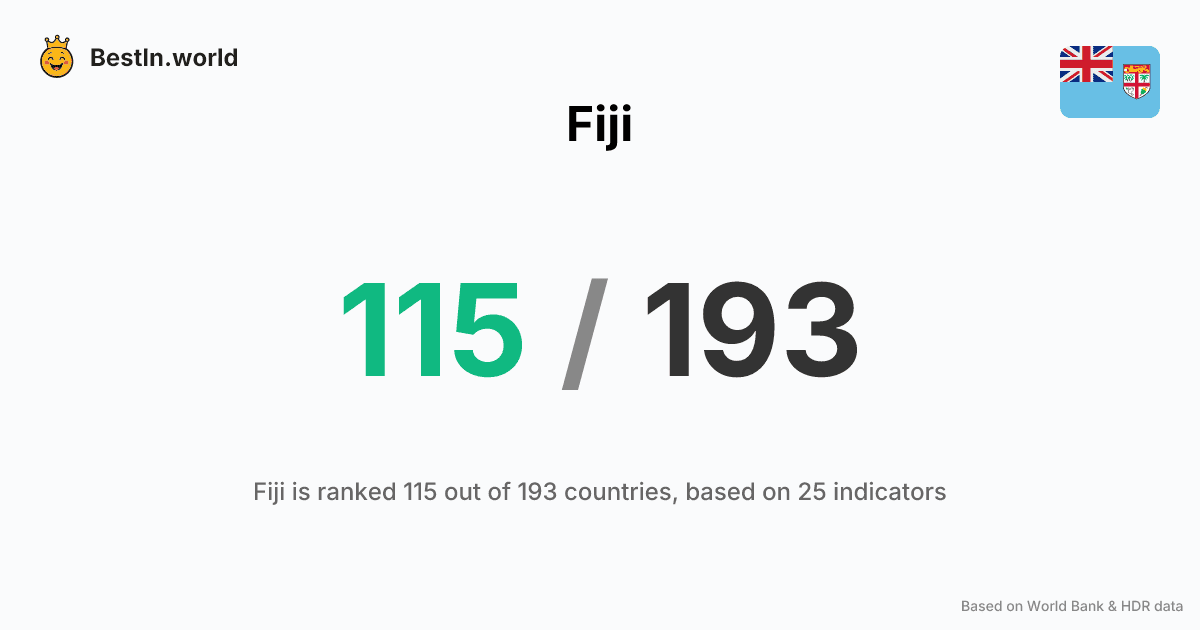 BestIn.world
Fiji
115 / 193
Fiji is ranked 115 out of 193 countries, based on 25 indicators
Based on World Bank & HDR data